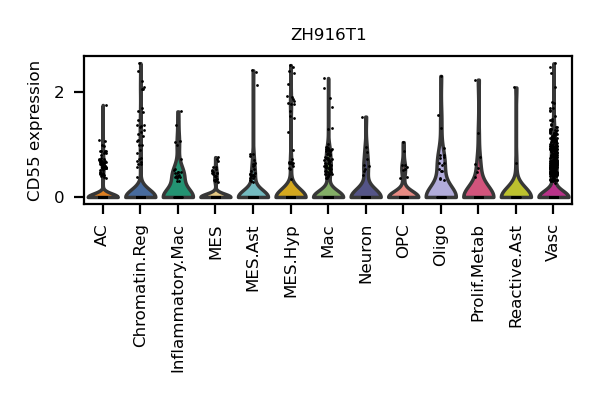 ZH916T1
CD55 expression
2
0
AC
Chromatin.Reg
Inflammatory.Mac
MES
MES.Ast
MES.Hyp
Mac
Neuron
OPC
Oligo
Prolif.Metab
Reactive.Ast
Vasc